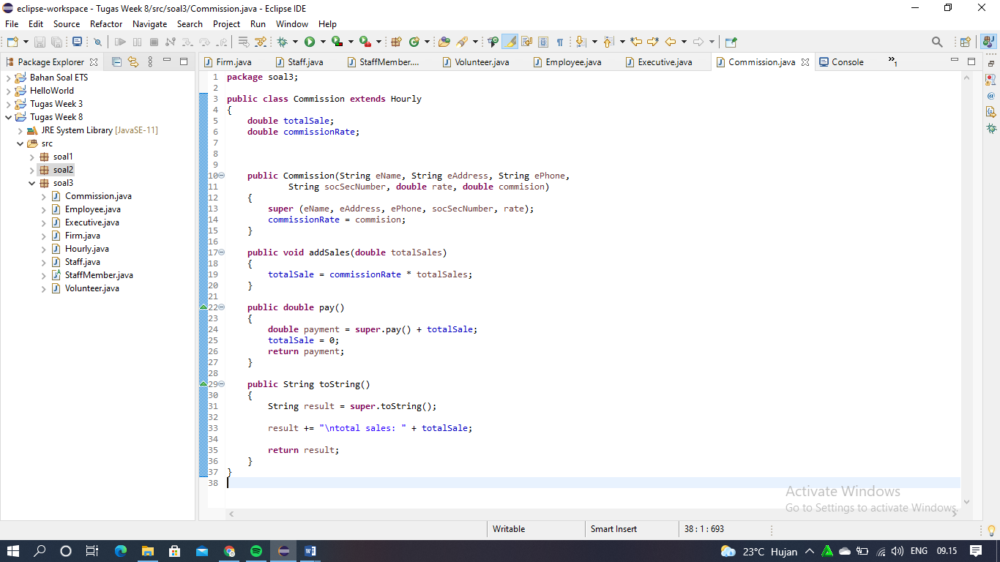 eclipse-workspace - Tugas Week 8/src/soal3/Commission.java - Eclipse IDE
File Edit Source Refactor Navigate Search Project Run Window Help
Package Explorer
Firm.java Staff.java StaffMember.... Volunteer.java Employee.java Executive.java Commission.java Console »1
Bahan Soal ETS
HelloWorld
Tugas Week 3
Tugas Week 8
JRE System Library [JavaSE-11]
src
soal1
soal2
soal3
Commission.java
Employee.java
Executive.java
Firm.java
Hourly.java
Staff.java
StaffMember.java
Volunteer.java
1 package soal3;
2
3 public class Commission extends Hourly
4 {
5 double totalSale;
6 double commissionRate;
7
8
9
10 public Commission(String eName, String eAddress, String ePhone,
11 String socSecNumber, double rate, double commision)
12 {
13 super (eName, eAddress, ePhone, socSecNumber, rate);
14 commissionRate = commision;
15 }
16
17 public void addSales(double totalSales)
18 {
19 totalSale = commissionRate * totalSales;
20 }
21
22 public double pay()
23 {
24 double payment = super.pay() + totalSale;
25 totalSale = 0;
26 return payment;
27 }
28
29 public String toString()
30 {
31 String result = super.toString();
32
33 result += "\ntotal sales: " + totalSale;
34
35 return result;
36 }
37 }
38
Activate Windows
Go to Settings to activate Windows.
Writable Smart Insert 38 : 1 : 693
23°C Hujan ENG 09.15